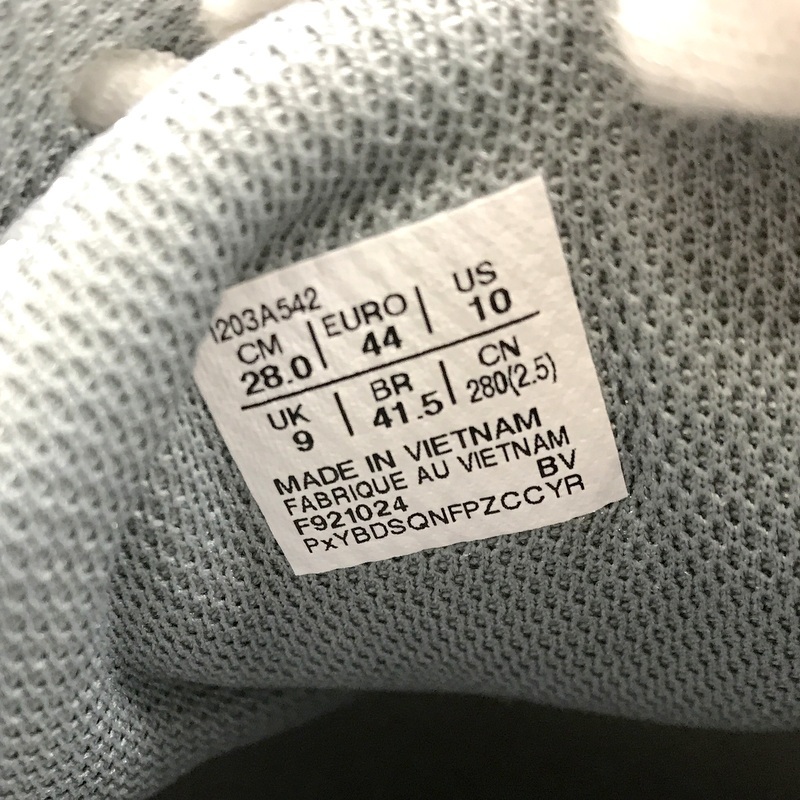 1203A542
CM | EURO | US
28.0 | 44 | 10
UK | BR | CN
9 | 41.5 | 280(2.5)
MADE IN VIETNAM
FABRIQUE AU VIETNAM
F921024 BV
PxYBDSQNFPZCCYR